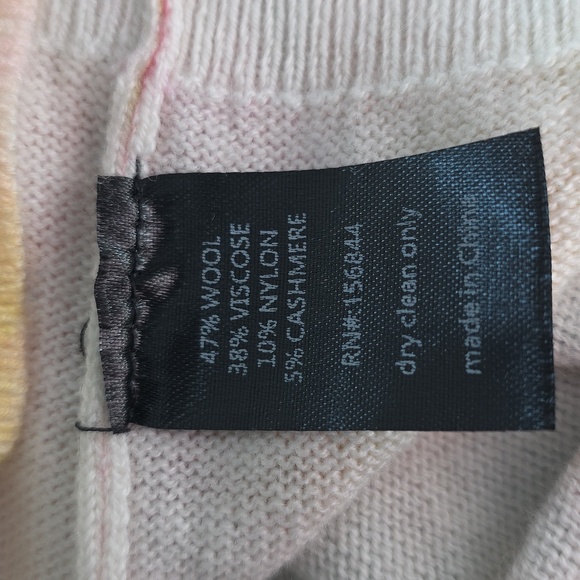 47% WOOL
38% VISCOSE
10% NYLON
5% CASHMERE
RN# 156844
dry clean only
made in China